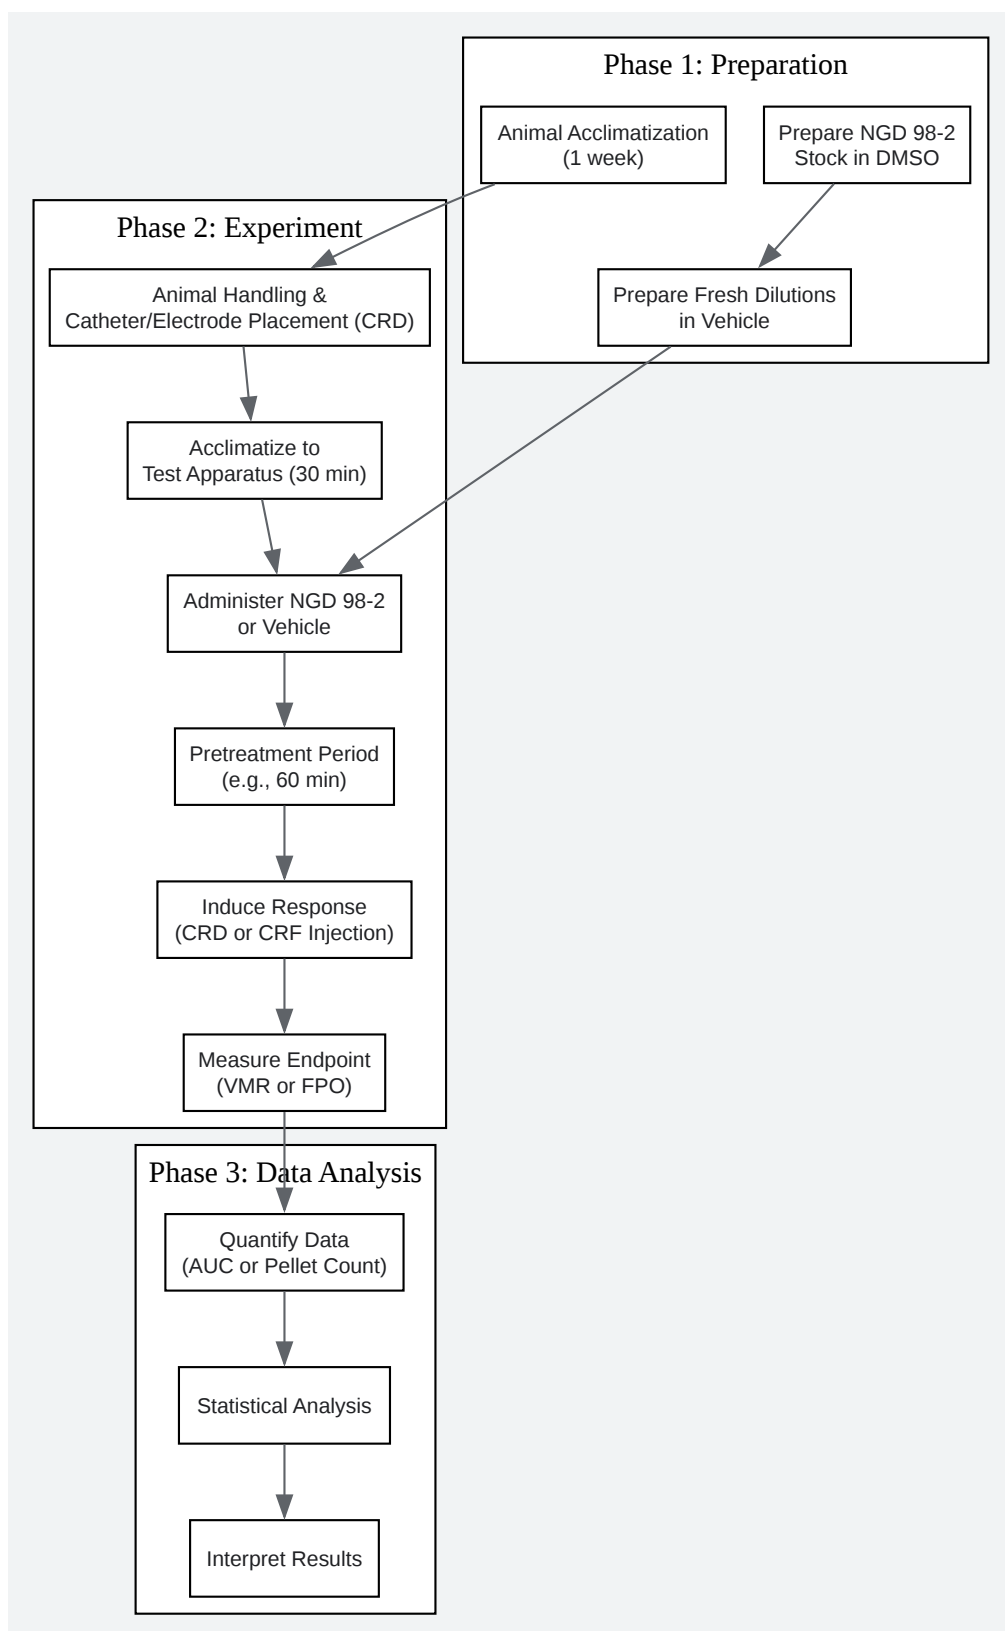 Phase 1: Preparation
Animal Acclimatization
(1 week)
Prepare NGD 98-2
Stock in DMSO
Prepare Fresh Dilutions
in Vehicle
Phase 2: Experiment
Animal Handling &
Catheter/Electrode Placement (CRD)
Acclimatize to
Test Apparatus (30 min)
Administer NGD 98-2
or Vehicle
Pretreatment Period
(e.g., 60 min)
Induce Response
(CRD or CRF Injection)
Measure Endpoint
(VMR or FPO)
Phase 3: Data Analysis
Quantify Data
(AUC or Pellet Count)
Statistical Analysis
Interpret Results